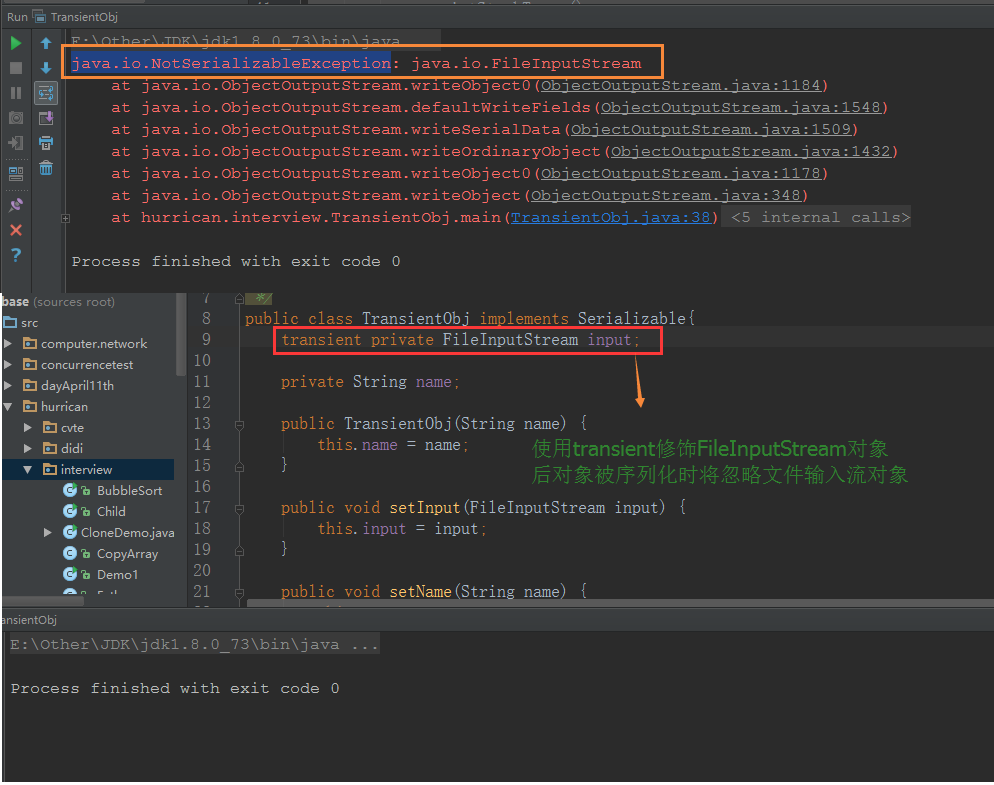 Run TransientObj
E:\Other\JDK\jdk1.8.0_73\bin\java
java.io.NotSerializableException: java.io.FileInputStream
at java.io.ObjectOutputStream.writeObject0(ObjectOutputStream.java:1184)
at java.io.ObjectOutputStream.defaultWriteFields(ObjectOutputStream.java:1548)
at java.io.ObjectOutputStream.writeSerialData(ObjectOutputStream.java:1509)
at java.io.ObjectOutputStream.writeOrdinaryObject(ObjectOutputStream.java:1432)
at java.io.ObjectOutputStream.writeObject0(ObjectOutputStream.java:1178)
at java.io.ObjectOutputStream.writeObject(ObjectOutputStream.java:348)
at hurrican.interview.TransientObj.main(TransientObj.java:38) <5 internal calls>
Process finished with exit code 0
base (sources root)
src
computer.network
concurrencetest
dayApril11th
hurrican
cvte
didi
interview
BubbleSort
Child
CloneDemo.java
CopyArray
Demo1
7 */
8 public class TransientObj implements Serializable{
9 transient private FileInputStream input;
10
11 private String name;
12
13 public TransientObj(String name) {
14 this.name = name;
15 }
16
17 public void setInput(FileInputStream input) {
18 this.input = input;
19 }
20
21 public void setName(String name) {
使用transient修饰FileInputStream对象
后对象被序列化时将忽略文件输入流对象
ansientObj
E:\Other\JDK\jdk1.8.0_73\bin\java ...
Process finished with exit code 0